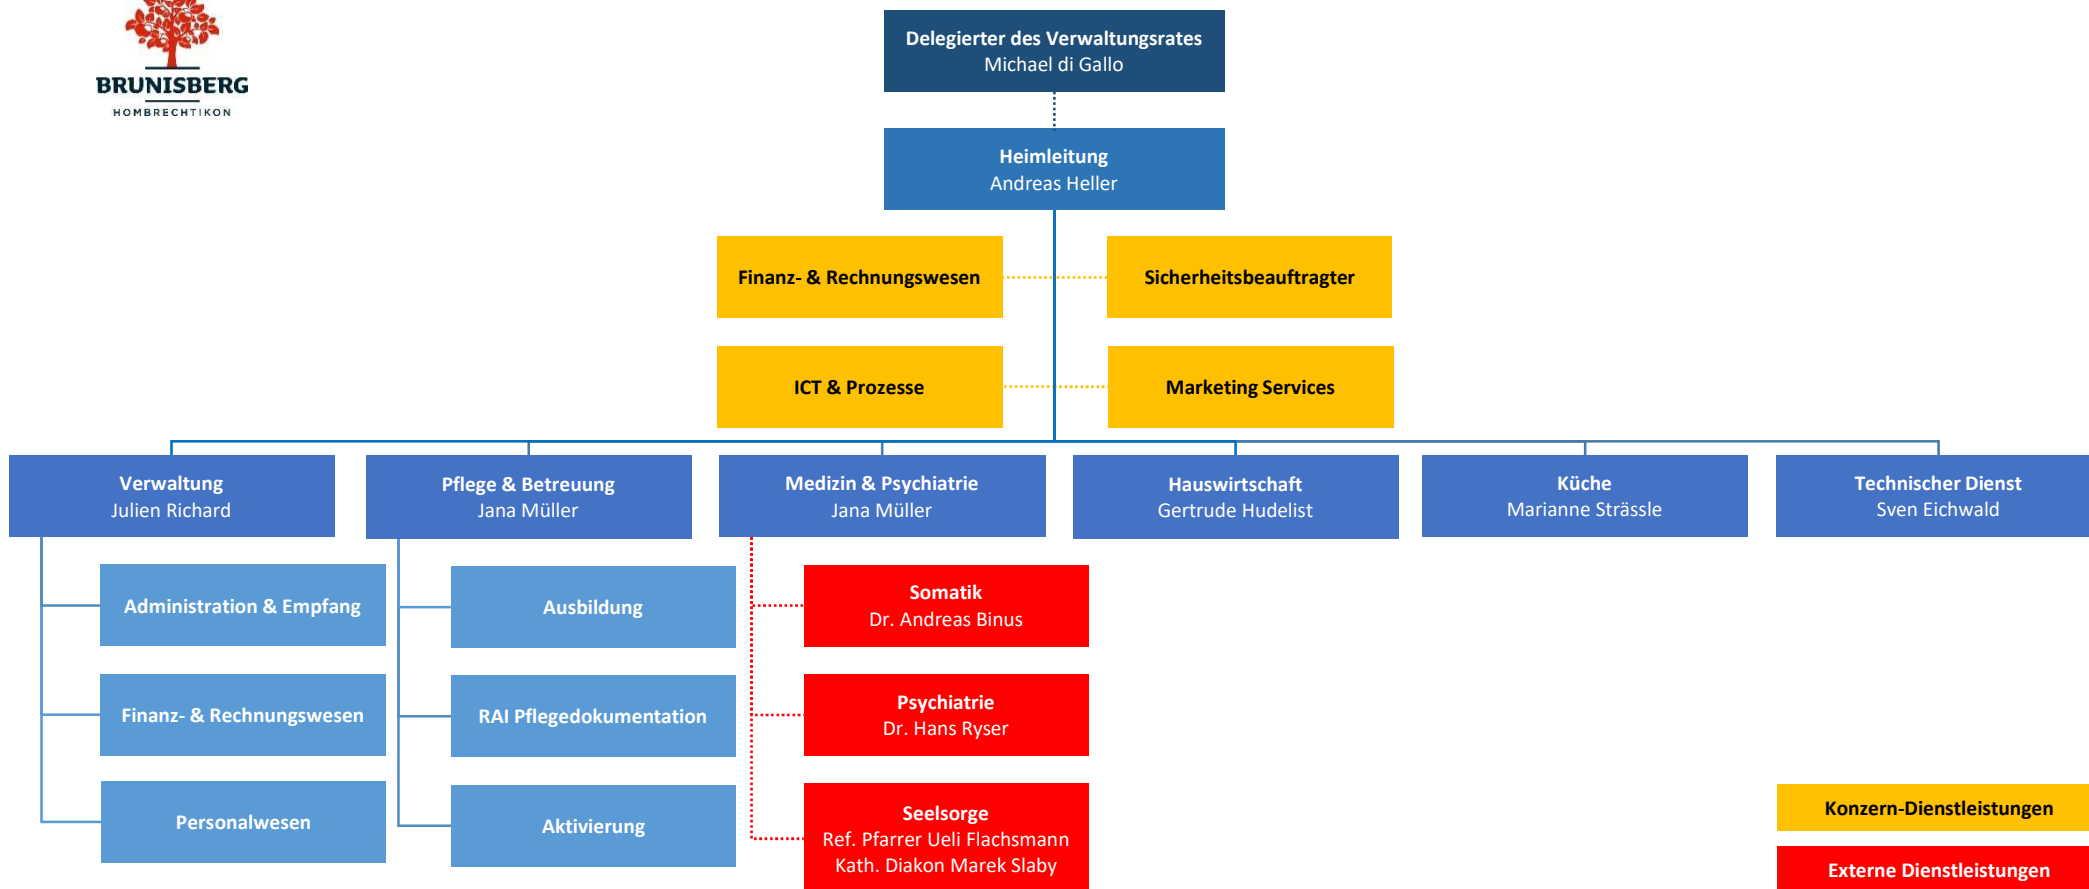 BRUNISBERG
HOMBRECHTIKON
Delegierter des Verwaltungsrates
Michael di Gallo
Heimleitung
Andreas Heller
Finanz- & Rechnungswesen
Sicherheitsbeauftragter
ICT & Prozesse
Marketing Services
Verwaltung
Julien Richard
Pflege & Betreuung
Jana Müller
Medizin & Psychiatrie
Jana Müller
Hauswirtschaft
Gertrude Hudelist
Küche
Marianne Strässle
Technischer Dienst
Sven Eichwald
Administration & Empfang
Finanz- & Rechnungswesen
Personalwesen
Ausbildung
RAI Pflegedokumentation
Aktivierung
Somatik
Dr. Andreas Binus
Psychiatrie
Dr. Hans Ryser
Seelsorge
Ref. Pfarrer Ueli Flachsmann
Kath. Diakon Marek Slaby
Konzern-Dienstleistungen
Externe Dienstleistungen